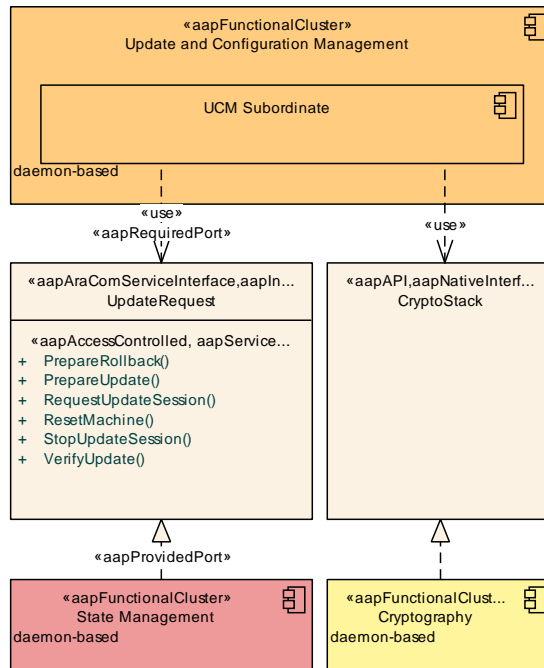 «aapFunctionalCluster»
Update and Configuration Management
UCM Subordinate
daemon-based
«use»
«aapRequiredPort»
«use»
«aapAraComServiceInterface,aapIn...
UpdateRequest
«aapAccessControlled, aapService...
+ PrepareRollback()
+ PrepareUpdate()
+ RequestUpdateSession()
+ ResetMachine()
+ StopUpdateSession()
+ VerifyUpdate()
«aapAPI,aapNativeInterf...
CryptoStack
«aapProvidedPort»
«aapFunctionalCluster»
State Management
daemon-based
«aapFunctionalClust...
Cryptography
daemon-based